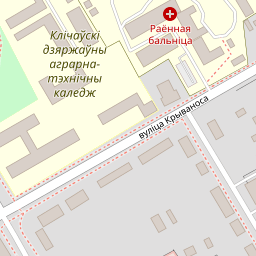 Клічаўскі
дзяржаўны
аграрна-
тэхнічны
каледж
Раённая
бальніца
вуліца Крываноса